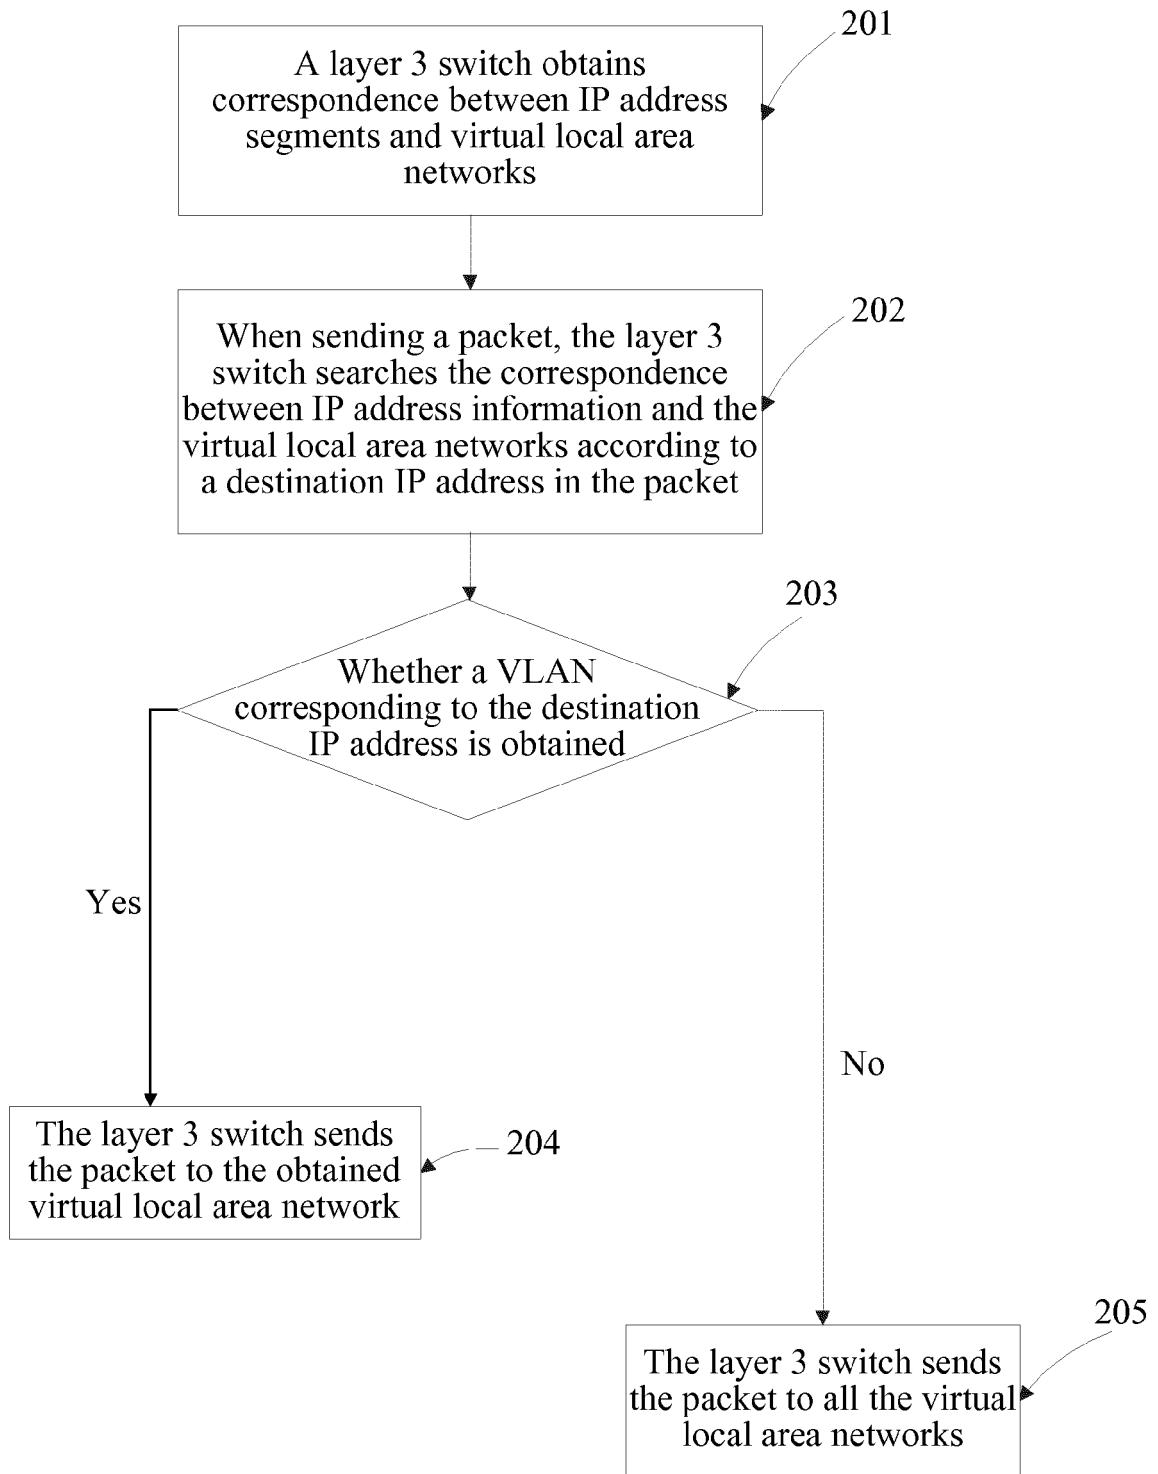 201
A layer 3 switch obtains
correspondence between IP address
segments and virtual local area
networks
202
When sending a packet, the layer 3
switch searches the correspondence
between IP address information and the
virtual local area networks according to
a destination IP address in the packet
203
Whether a VLAN
corresponding to the destination
IP address is obtained
Yes
No
The layer 3 switch sends
the packet to the obtained
virtual local area network
204
205
The layer 3 switch sends
the packet to all the virtual
local area networks